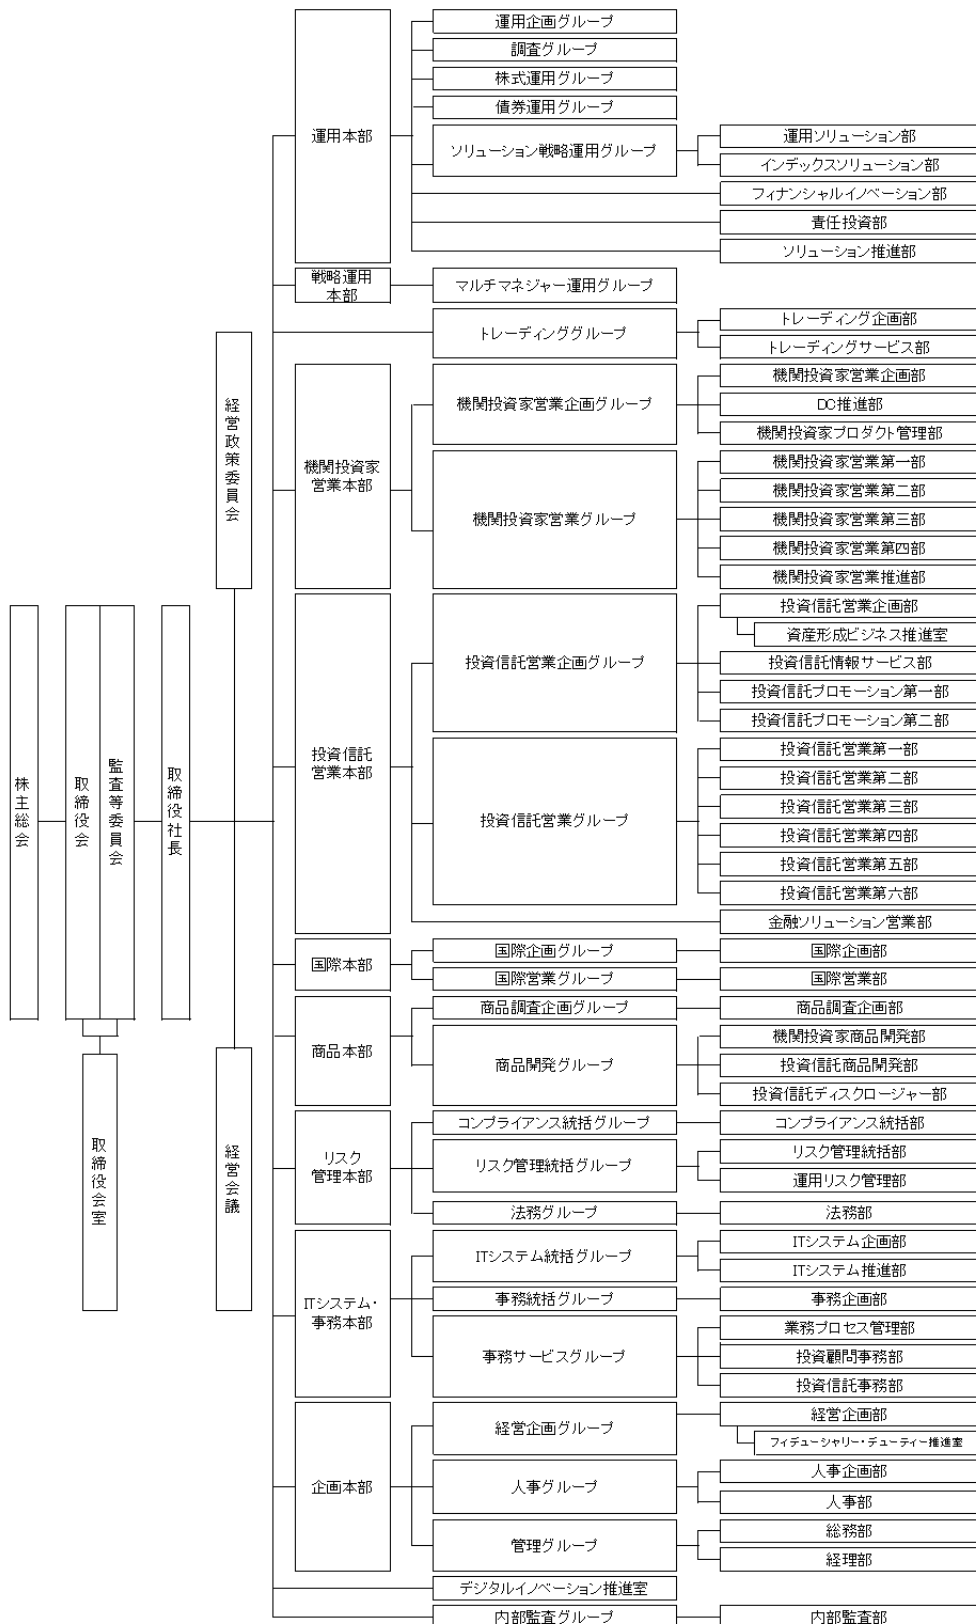 株主総会
取締役会
監査等委員会
取締役会室
取締役社長
経営政策委員会
経営会議
運用本部
運用企画グループ
調査グループ
株式運用グループ
債券運用グループ
ソリューション戦略運用グループ
運用ソリューション部
インデックスソリューション部
フィナンシャルイノベーション部
責任投資部
ソリューション推進部
戦略運用
本部
マルチマネジャー運用グループ
トレーディンググループ
トレーディング企画部
トレーディングサービス部
機関投資家
営業本部
機関投資家営業企画グループ
機関投資家営業企画部
DC推進部
機関投資家プロダクト管理部
機関投資家営業グループ
機関投資家営業第一部
機関投資家営業第二部
機関投資家営業第三部
機関投資家営業第四部
機関投資家営業推進部
投資信託
営業本部
投資信託営業企画グループ
投資信託営業企画部
資産形成ビジネス推進室
投資信託情報サービス部
投資信託プロモーション第一部
投資信託プロモーション第二部
投資信託営業グループ
投資信託営業第一部
投資信託営業第二部
投資信託営業第三部
投資信託営業第四部
投資信託営業第五部
投資信託営業第六部
金融ソリューション営業部
国際本部
国際企画グループ
国際企画部
国際営業グループ
国際営業部
商品本部
商品調査企画グループ
商品調査企画部
商品開発グループ
機関投資家商品開発部
投資信託商品開発部
投資信託ディスクロージャー部
リスク
管理本部
コンプライアンス統括グループ
コンプライアンス統括部
リスク管理統括グループ
リスク管理統括部
運用リスク管理部
法務グループ
法務部
ITシステム・
事務本部
ITシステム統括グループ
ITシステム企画部
ITシステム推進部
事務統括グループ
事務企画部
事務サービスグループ
業務プロセス管理部
投資顧問事務部
投資信託事務部
企画本部
経営企画グループ
経営企画部
フィデューシャリー・デューティー推進室
人事グループ
人事企画部
人事部
管理グループ
総務部
経理部
デジタルイノベーション推進室
内部監査グループ
内部監査部